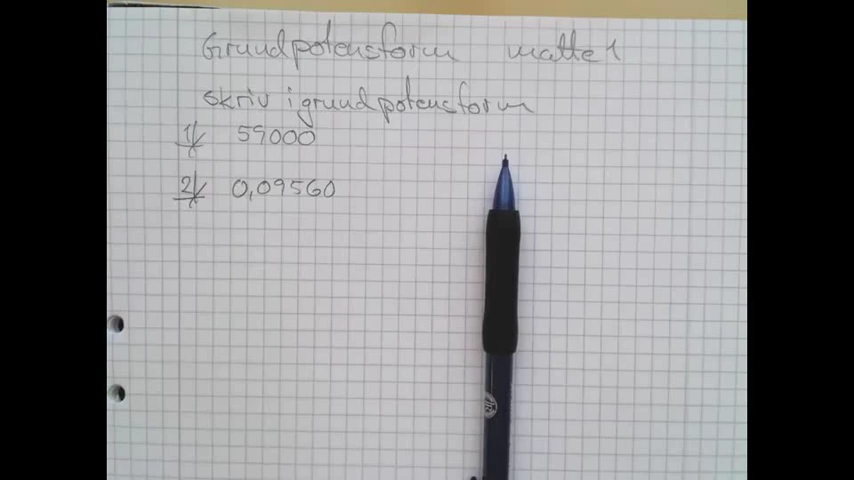 Grundpotensform matte 1
skriv i grundpotensform
1/ 59000
2/ 0,09560